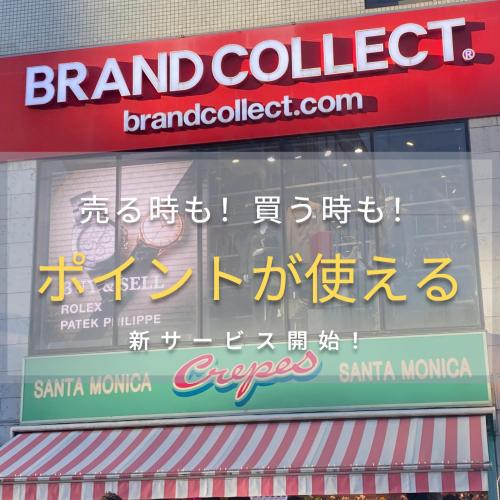 BRAND COLLECT®
brandcollect.com
売る時も! 買う時も!
ポイントが使える
BUY & SELL
ROLEX
PATEK PHILIPPE
新サービス開始!
SANTA MONICA Crepes SANTA MONICA